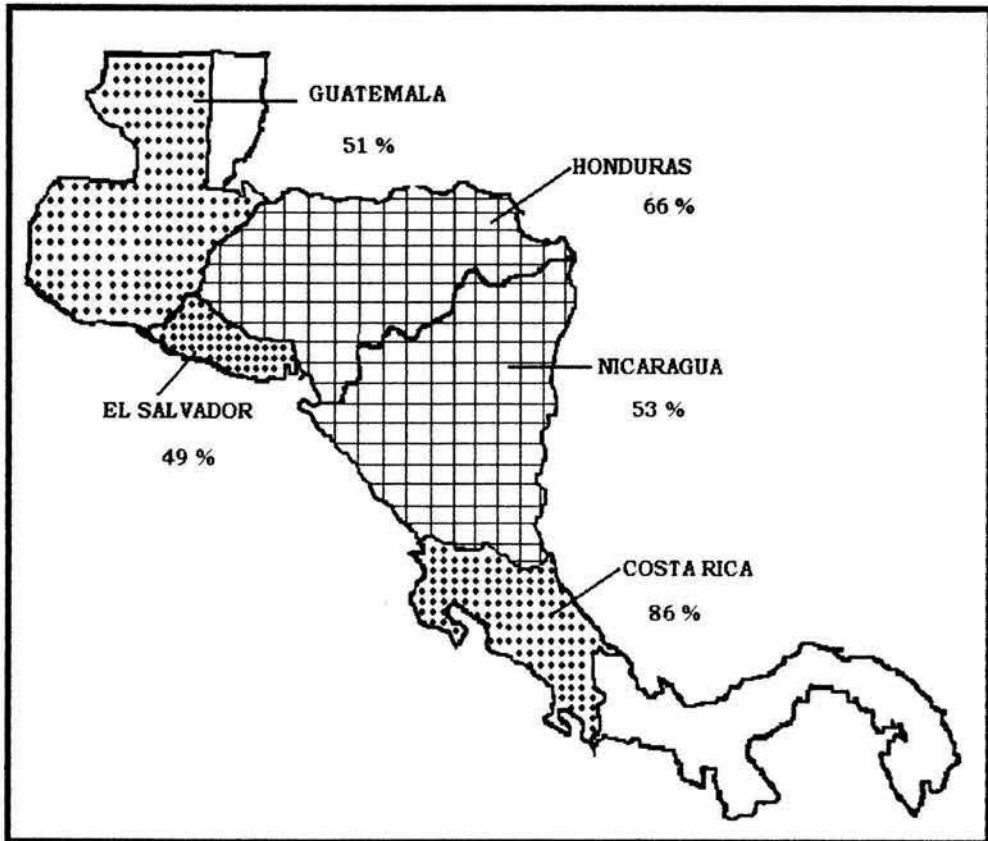 GUATEMALA
51 %
HONDURAS
66 %
NICARAGUA
53 %
EL SALVADOR
49 %
COSTA RICA
86 %